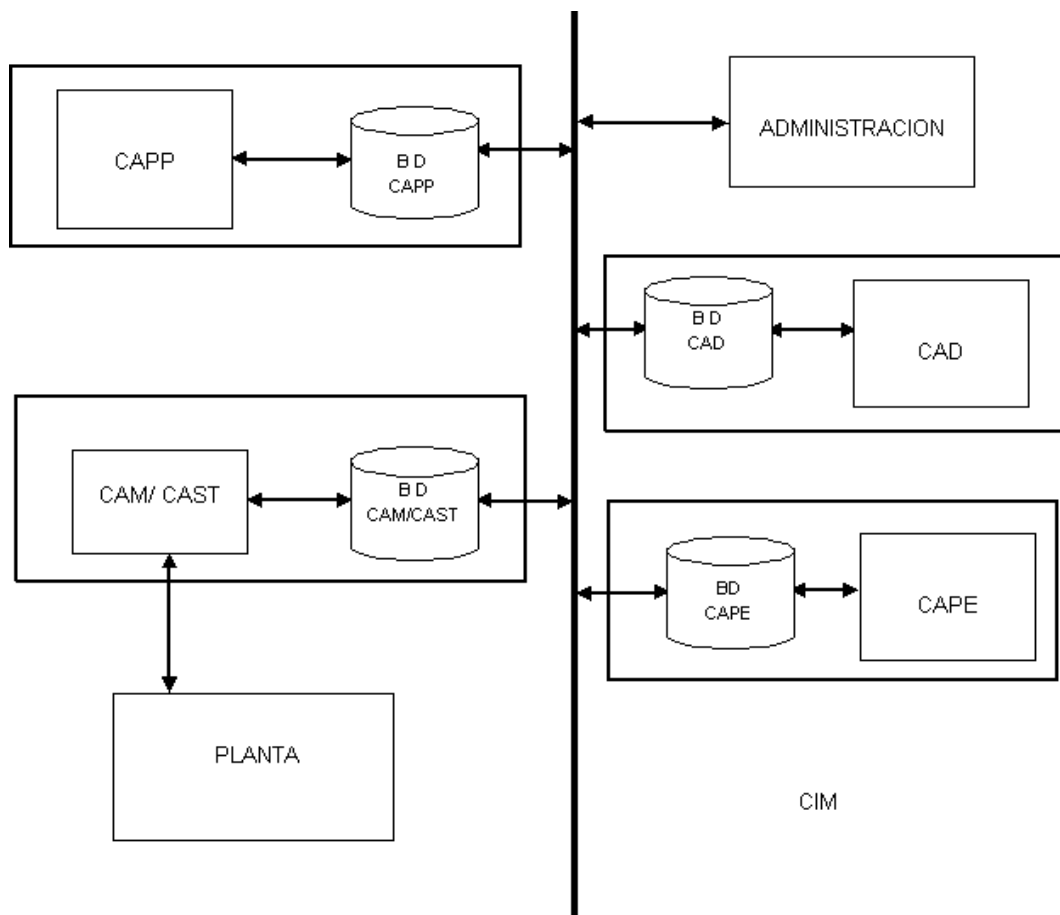 CAPP
B D
CAPP
ADMINISTRACION
B D
CAD
CAD
CAM/ CAST
B D
CAM/CAST
BD
CAPE
CAPE
PLANTA
CIM